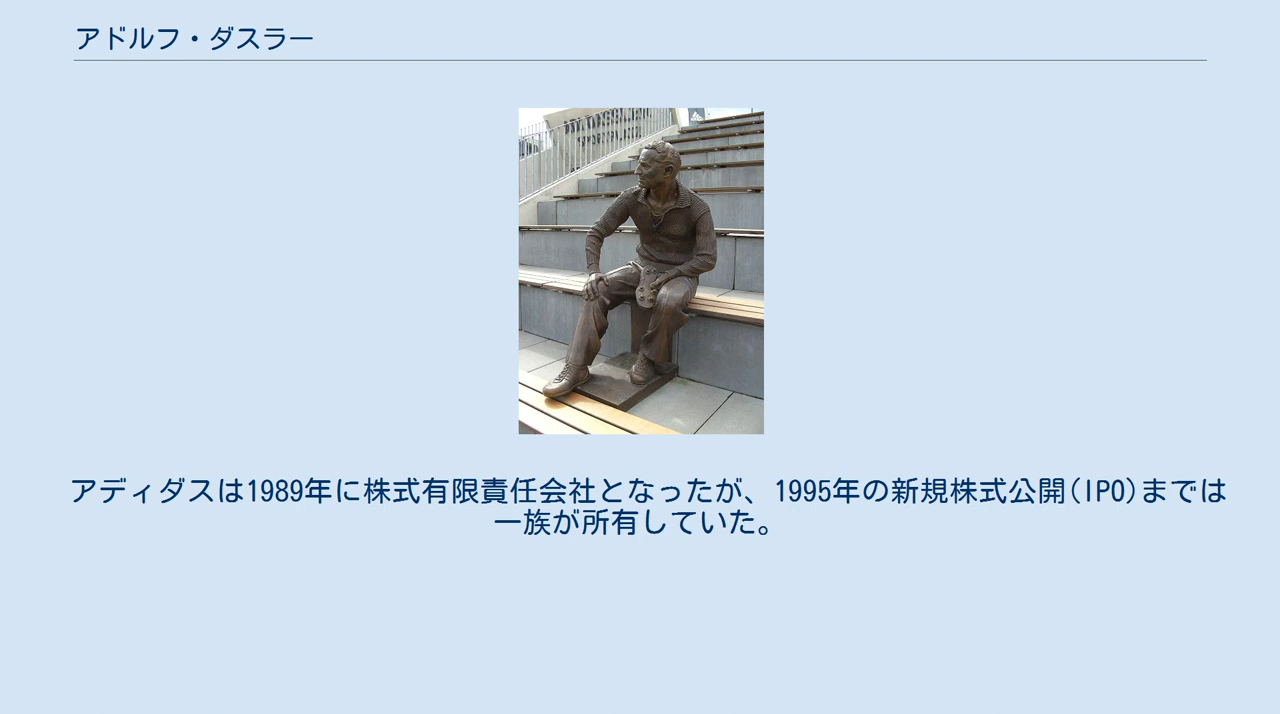 アドルフ・ダスラー
アディダスは1989年に株式有限責任会社となったが、1995年の新規株式公開(IPO)までは
一族が所有していた。